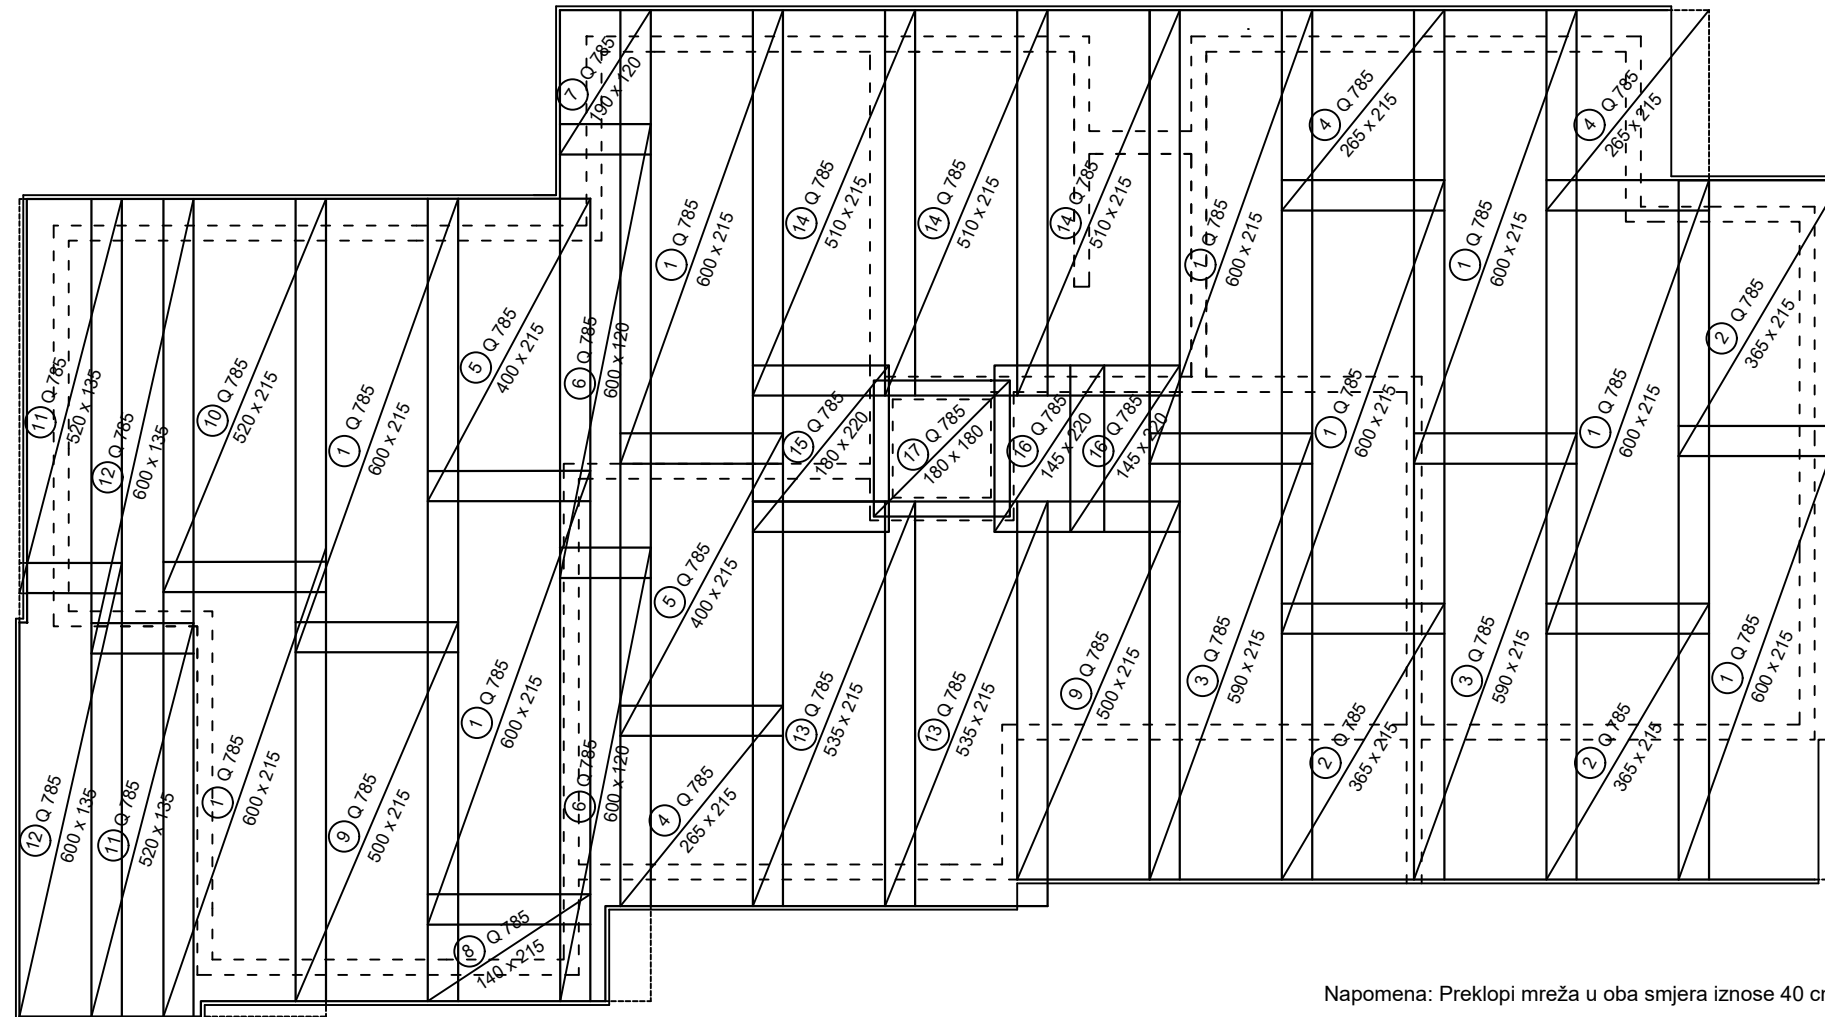 7 Q 785
190 x 120
1 Q 785
600 x 215
14 Q 785
510 x 215
14 Q 785
510 x 215
14 Q 785
510 x 215
1 Q 785
600 x 215
4 Q 785
265 x 215
1 Q 785
600 x 215
4 Q 785
265 x 215
2 Q 785
365 x 215
11 Q 785
520 x 135
12 Q 785
600 x 135
10 Q 785
520 x 215
1 Q 785
600 x 215
5 Q 785
400 x 215
6 Q 785
600 x 120
15 Q 785
180 x 220
17 Q 785
180 x 180
16 Q 785
145 x 220
16 Q 785
145 x 220
1 Q 785
600 x 215
1 Q 785
600 x 215
5 Q 785
400 x 215
12 Q 785
600 x 135
11 Q 785
520 x 135
1 Q 785
600 x 215
9 Q 785
500 x 215
1 Q 785
600 x 215
6 Q 785
600 x 120
4 Q 785
265 x 215
13 Q 785
535 x 215
13 Q 785
535 x 215
9 Q 785
500 x 215
3 Q 785
590 x 215
2 Q 785
365 x 215
3 Q 785
590 x 215
2 Q 785
365 x 215
1 Q 785
600 x 215
8 Q 785
140 x 215
Napomena: Preklopi mreža u oba smjera iznose 40 cm